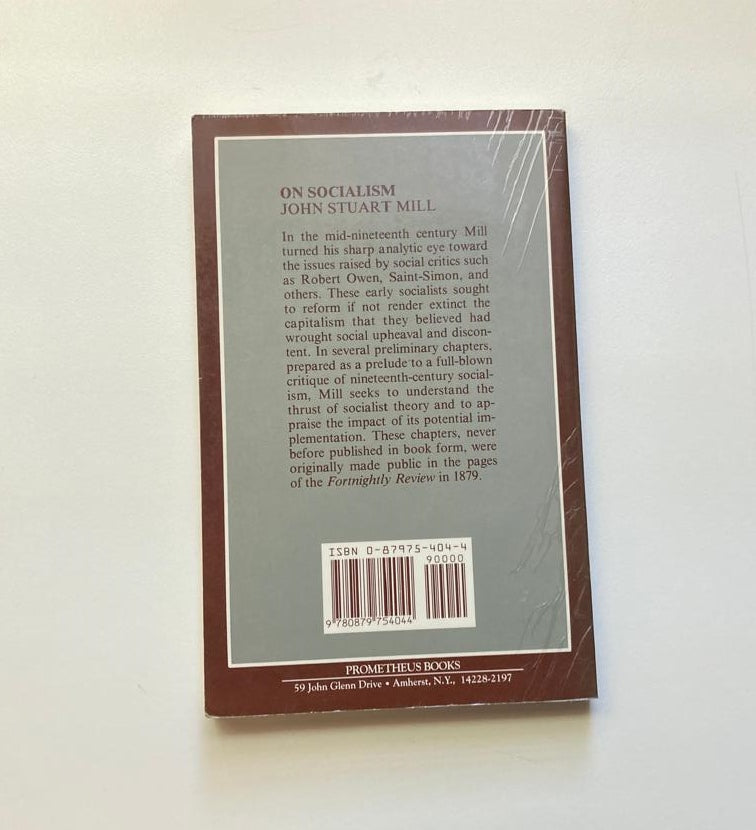 ON SOCIALISM
JOHN STUART MILL
In the mid-nineteenth century Mill
turned his sharp analytic eye toward
the issues raised by social critics such
as Robert Owen, Saint-Simon, and
others. These early socialists sought
to reform if not render extinct the
capitalism that they believed had
wrought social upheaval and discon-
tent. In several preliminary chapters,
prepared as a prelude to a full-blown
critique of nineteenth-century social-
ism, Mill seeks to understand the
thrust of socialist theory and to ap-
praise the impact of its potential im-
plementation. These chapters, never
before published in book form, were
originally made public in the pages
of the Fortnightly Review in 1879.
ISBN 0-87975-404-4
90000
9 780879 754044
PROMETHEUS BOOKS
59 John Glenn Drive • Amherst, N.Y., 14228-2197